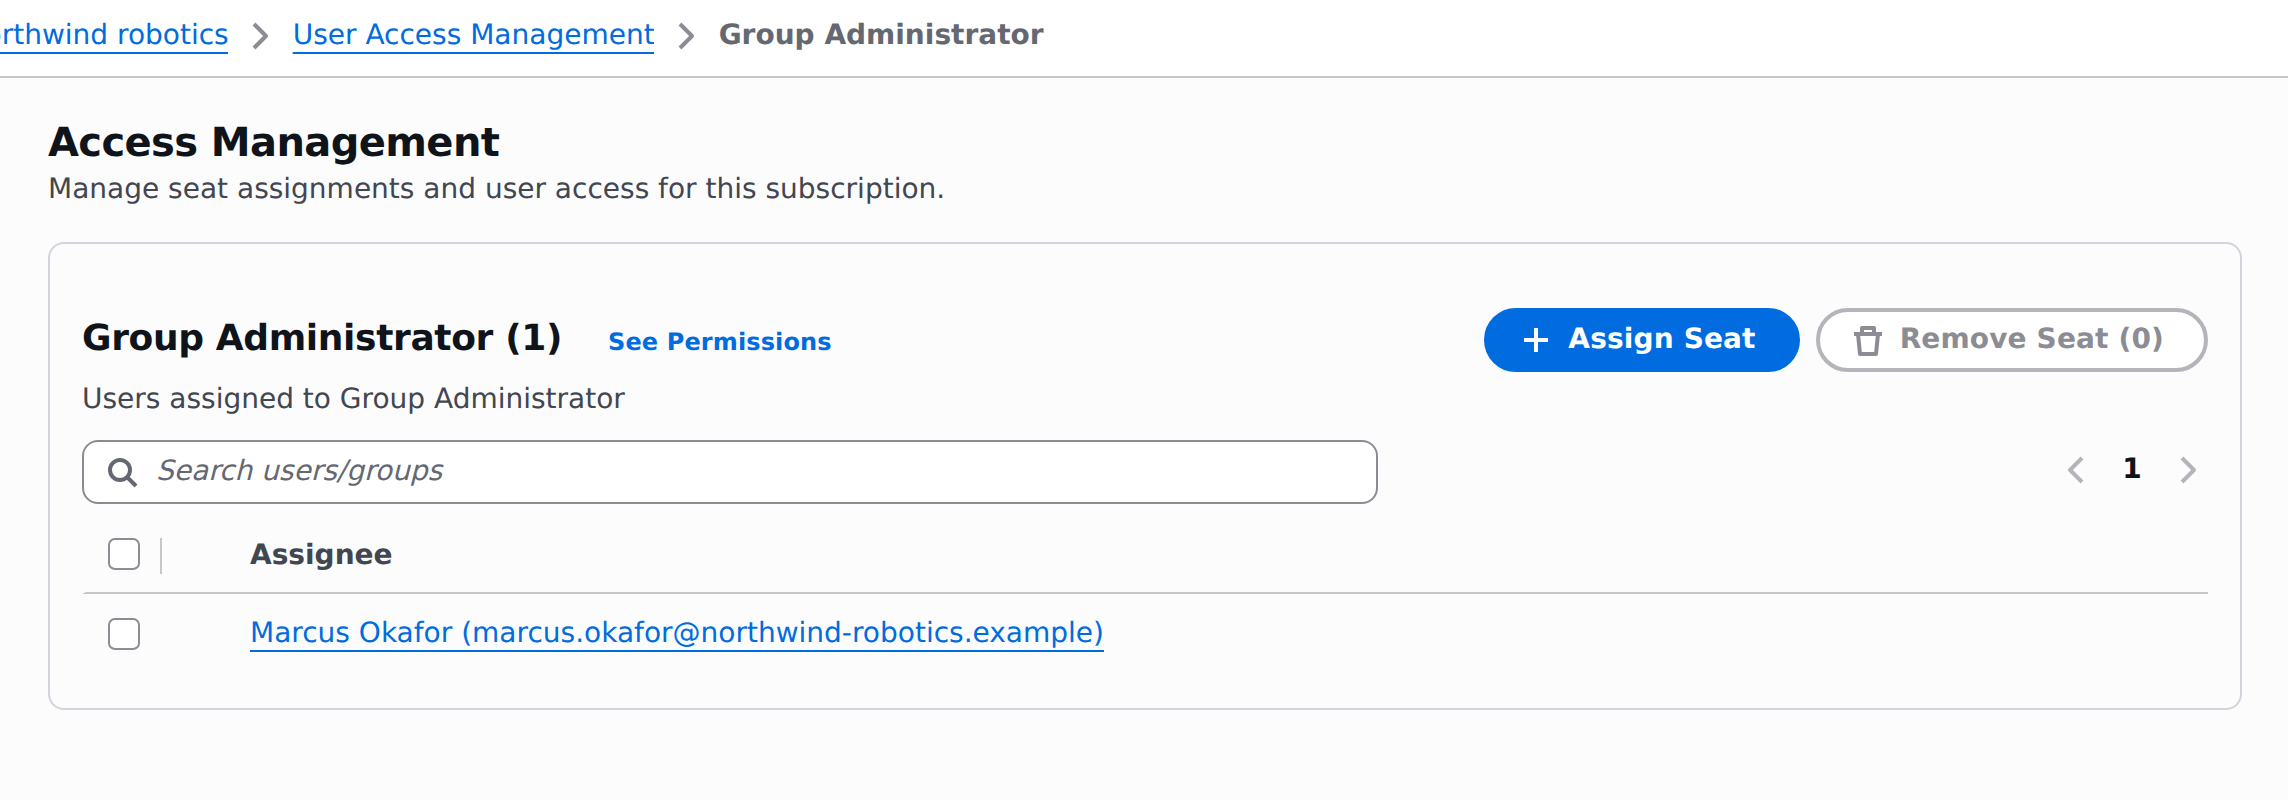 rthwind robotics > User Access Management > Group Administrator
Access Management
Manage seat assignments and user access for this subscription.
Group Administrator (1) See Permissions + Assign Seat Remove Seat (0)
Users assigned to Group Administrator
Search users/groups < 1 >
Assignee
Marcus Okafor (marcus.okafor@northwind-robotics.example)